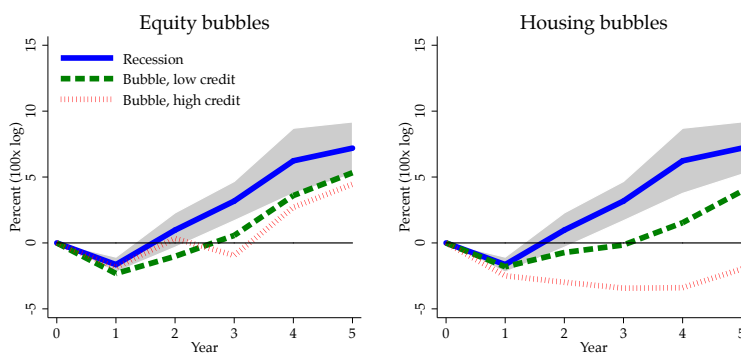 Equity bubbles
Percent (100x log)
15
10
5
0
-5
Recession
Bubble, low credit
Bubble, high credit
0 1 2 3 4 5
Year
Housing bubbles
Percent (100x log)
15
10
5
0
-5
0 1 2 3 4 5
Year